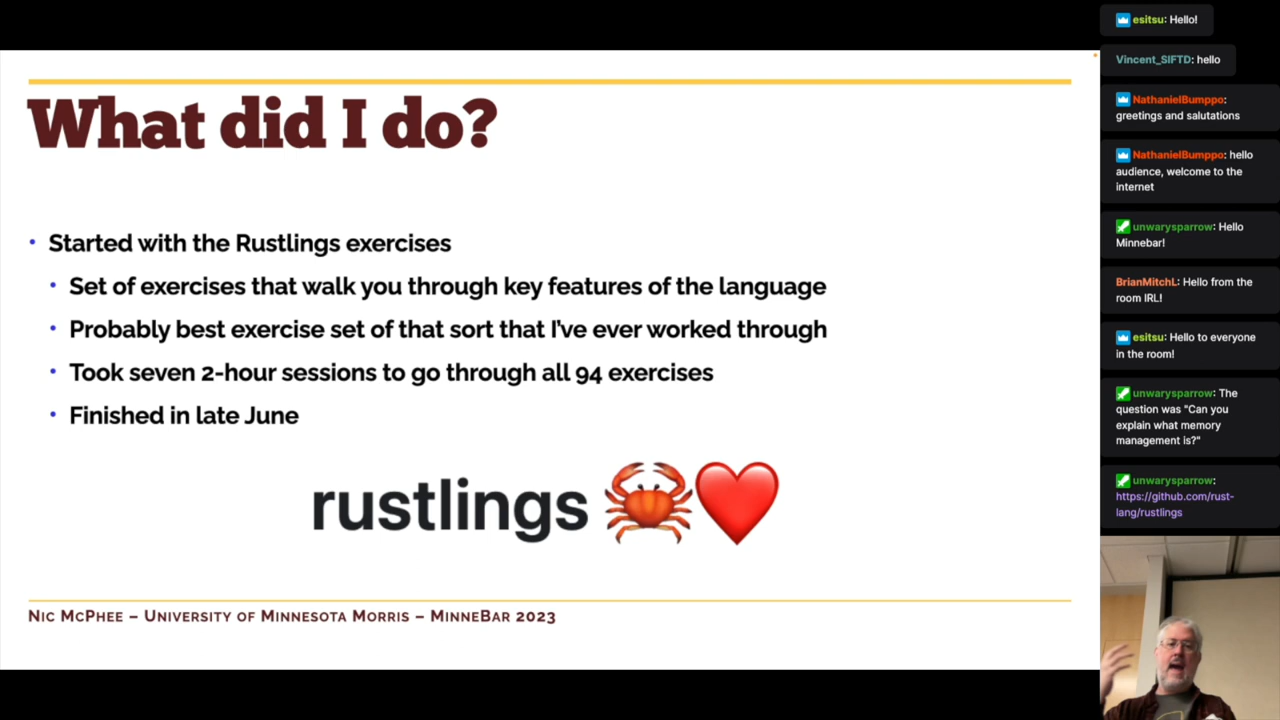 What did I do?
• Started with the Rustlings exercises
• Set of exercises that walk you through key features of the language
• Probably best exercise set of that sort that I've ever worked through
• Took seven 2-hour sessions to go through all 94 exercises
• Finished in late June
rustlings 🦀❤️
Nic McPhee – University of Minnesota Morris – MinneBar 2023
esitsu: Hello!
Vincent_SIFTD: hello
NathanielBumppo:
greetings and salutations
NathanielBumppo: hello
audience, welcome to the
internet
unwarysparrow: Hello
Minnebar!
BrianMitchL: Hello from the
room IRL!
esitsu: Hello to everyone
in the room!
unwarysparrow: The
question was "Can you
explain what memory
management is?"
unwarysparrow:
https://github.com/rust-
lang/rustlings